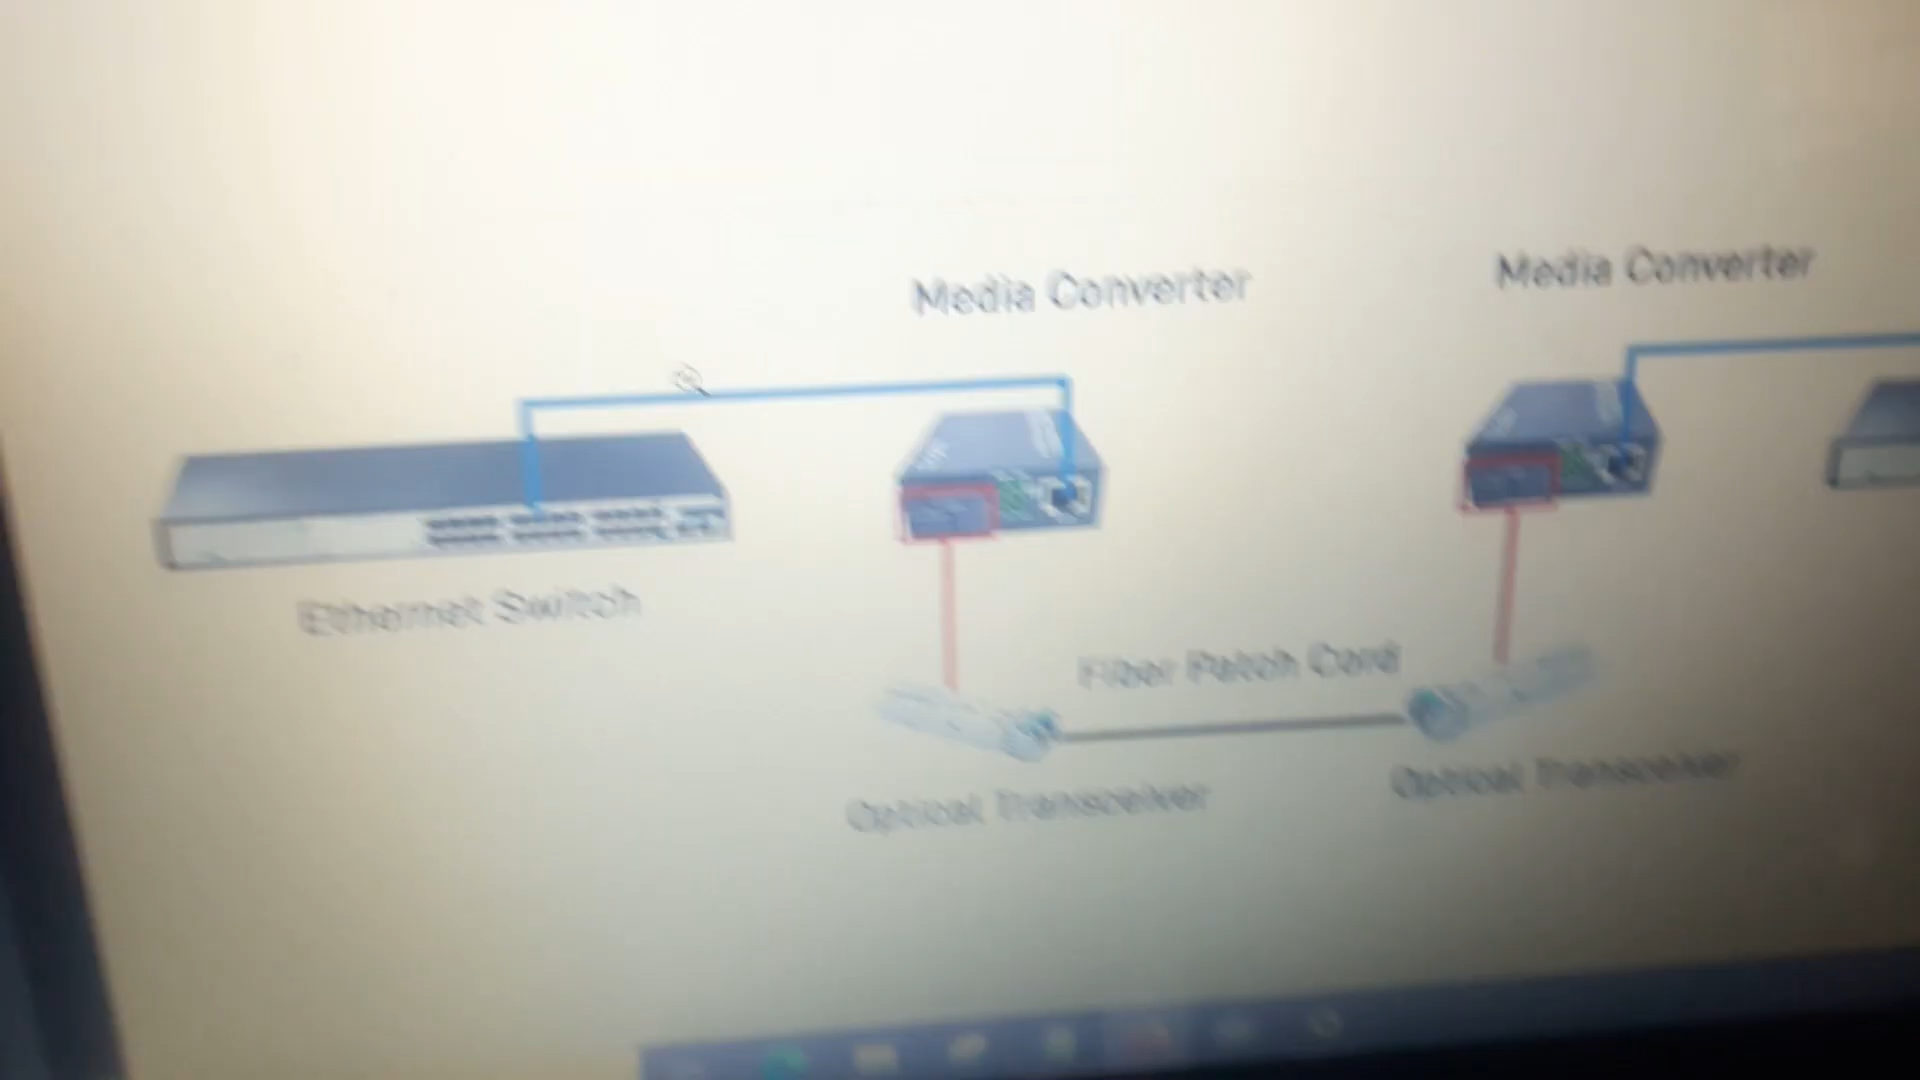 Media Converter
Media Converter
Ethernet Switch
Fiber Patch Cord
Optical Transceiver
Optical Transceiver